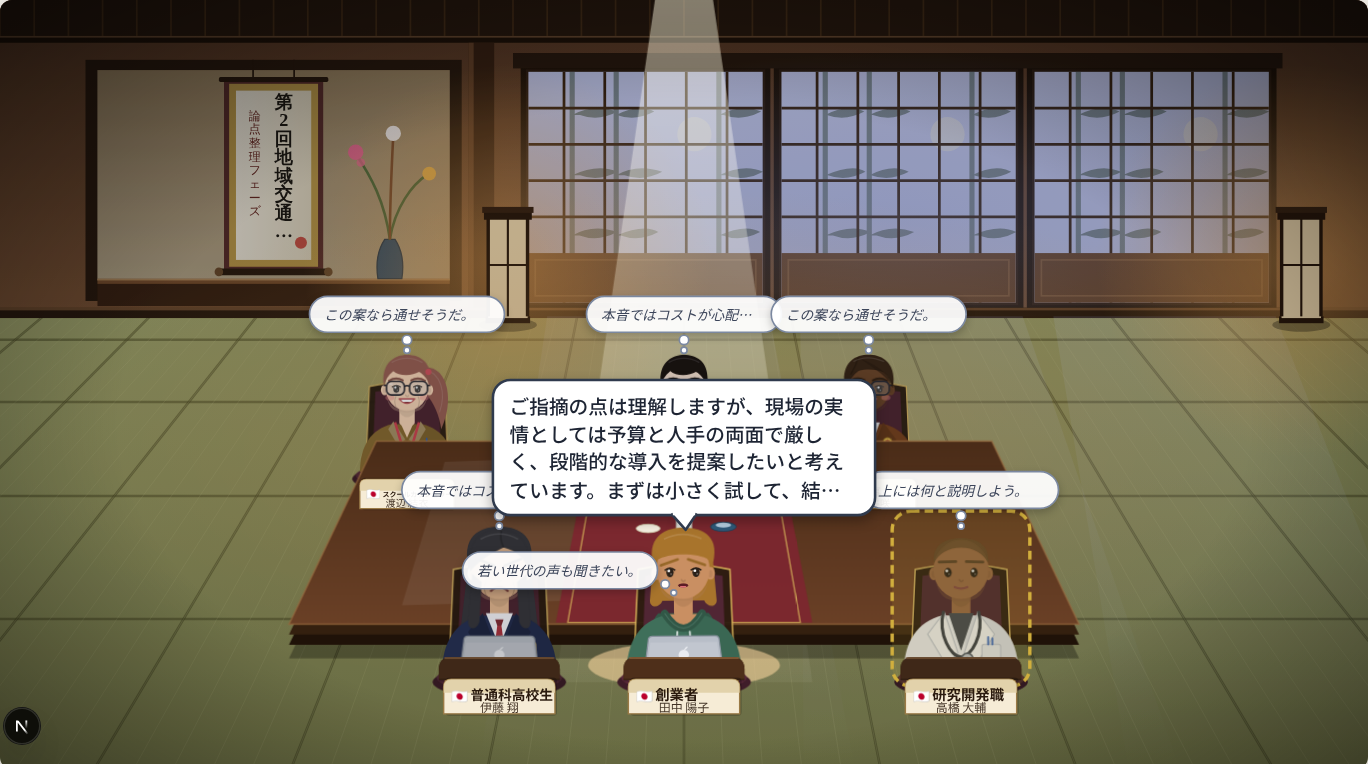 第2回地域交通…
論点整理フェーズ
この案なら通せそうだ。
本音ではコストが心配…
この案なら通せそうだ。
ご指摘の点は理解しますが、現場の実
情としては予算と人手の両面で厳し
く、段階的な導入を提案したいと考え
ています。まずは小さく試して、結…
スクー
渡辺
本音ではコス
上には何と説明しよう。
若い世代の声も聞きたい。
普通科高校生
伊藤 翔
創業者
田中 陽子
研究開発職
高橋 大輔
N